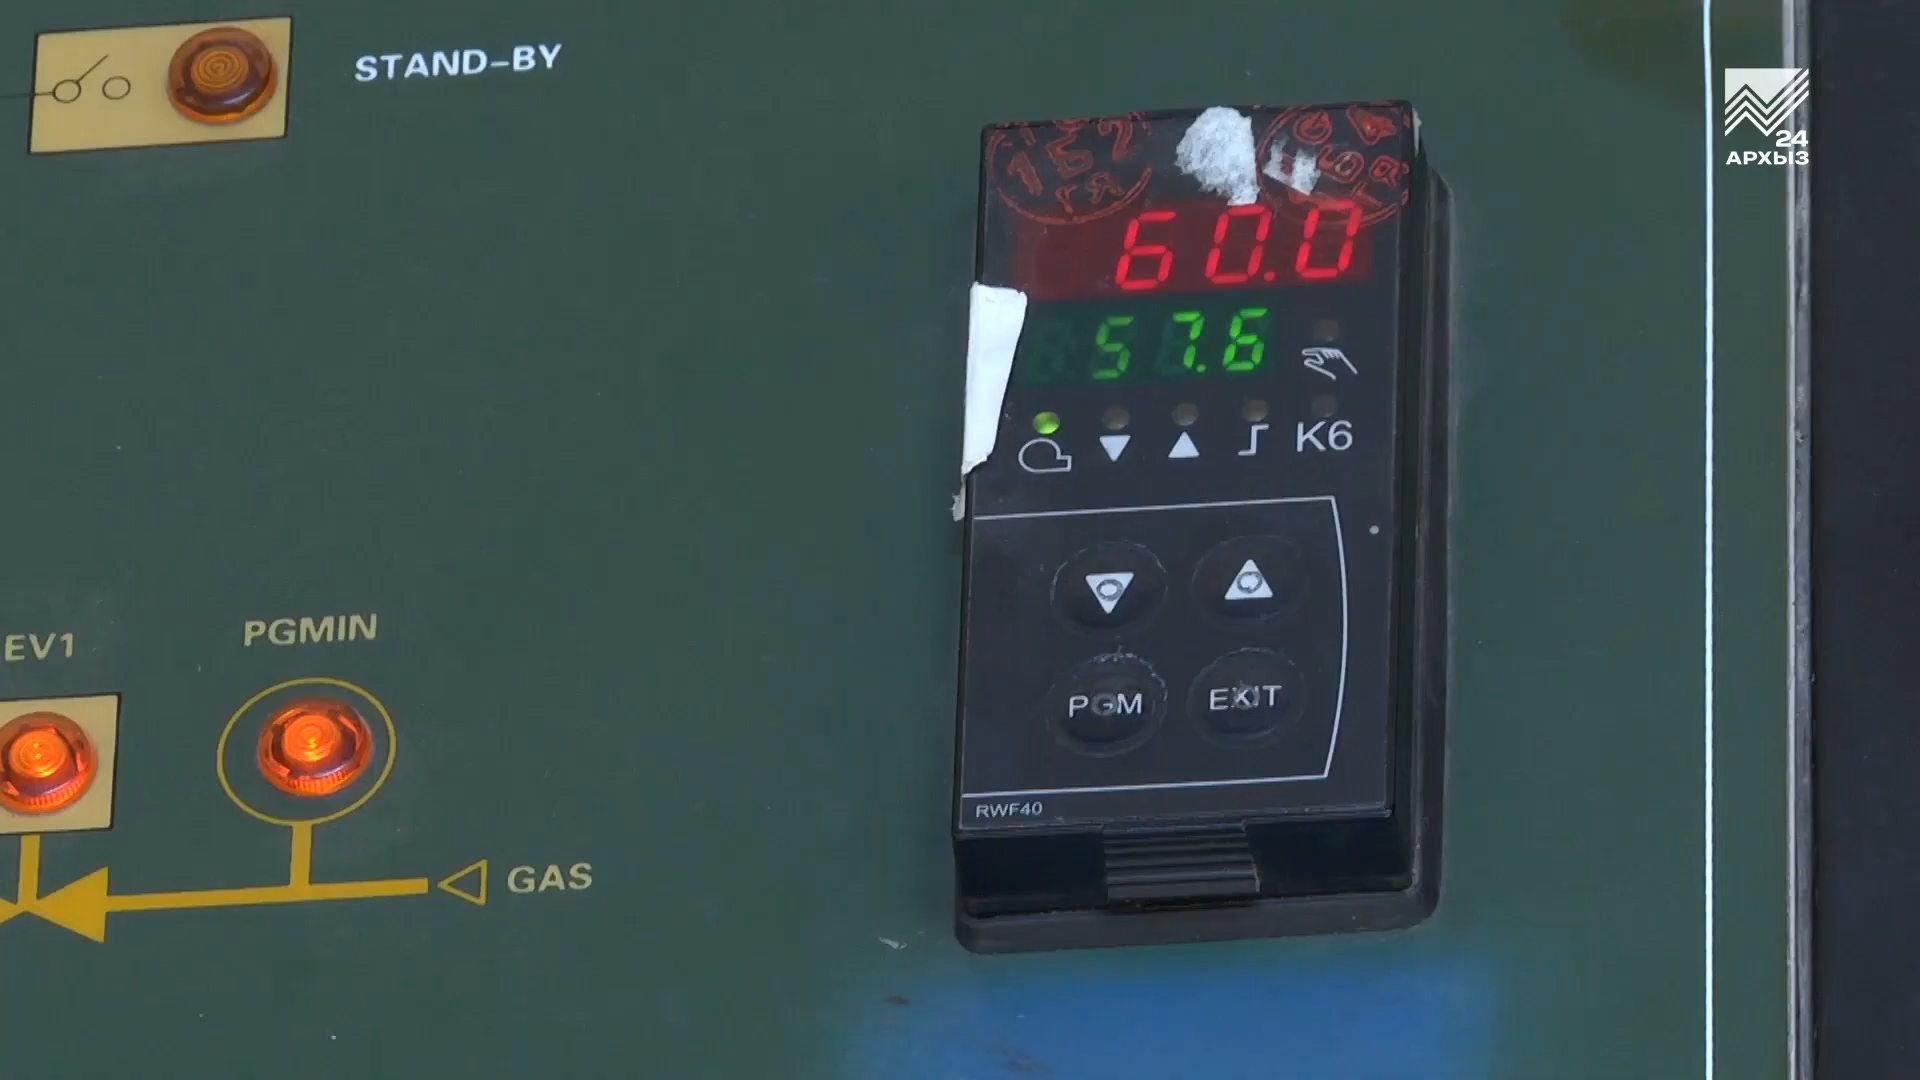 STAND-BY
24
АРХЫЗ
60.0
57.6
K6
EV1
PGMIN
PGM
EXIT
RWF40
GAS